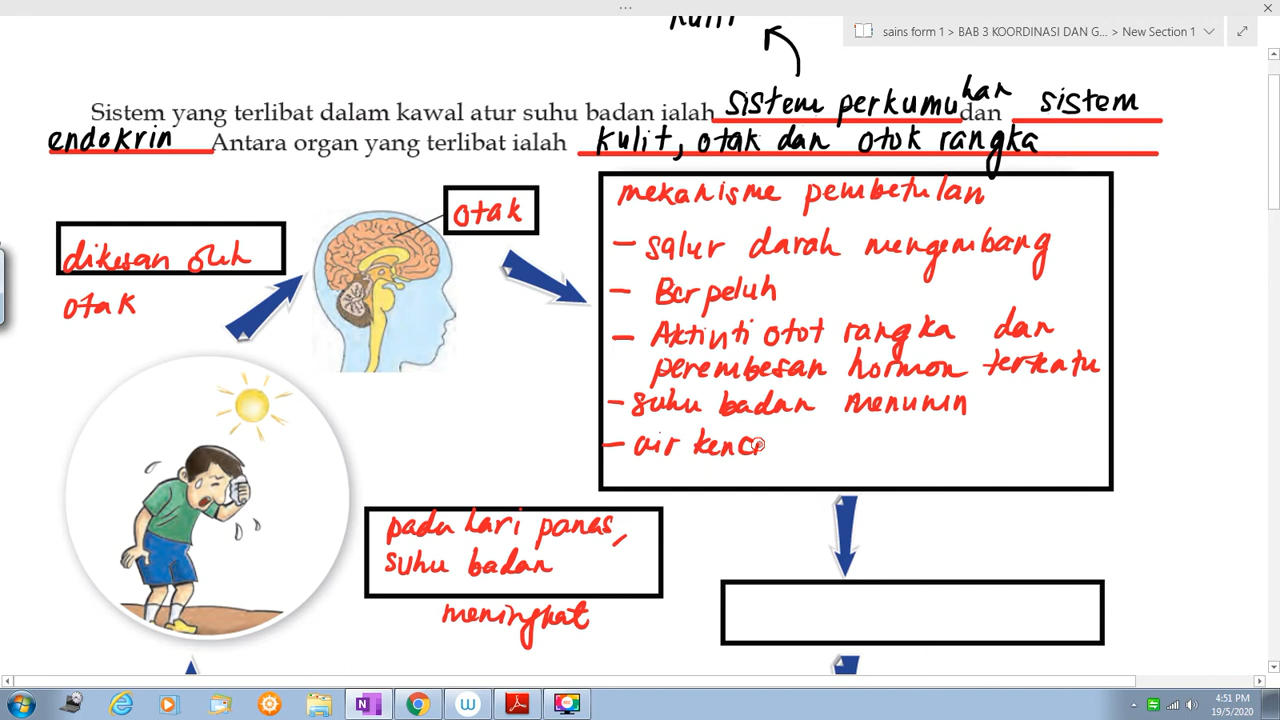 sains form 1 > BAB 3 KOORDINASI DAN G... > New Section 1
kulit
Sistem yang terlibat dalam kawal atur suhu badan ialah sistem perkumuhan dan sistem
endokrin Antara organ yang terlibat ialah kulit, otak dan otok rangka
mekanisme pembetulan
otak
- salur darah mengembang
dikesan oleh
otak
- Berpeluh
- Aktiviti otot rangka dan
perembesan hormon
- suhu badan menurun
- air kenci
pada hari panas,
suhu badan
meningkat
4:51 PM
19/5/2020